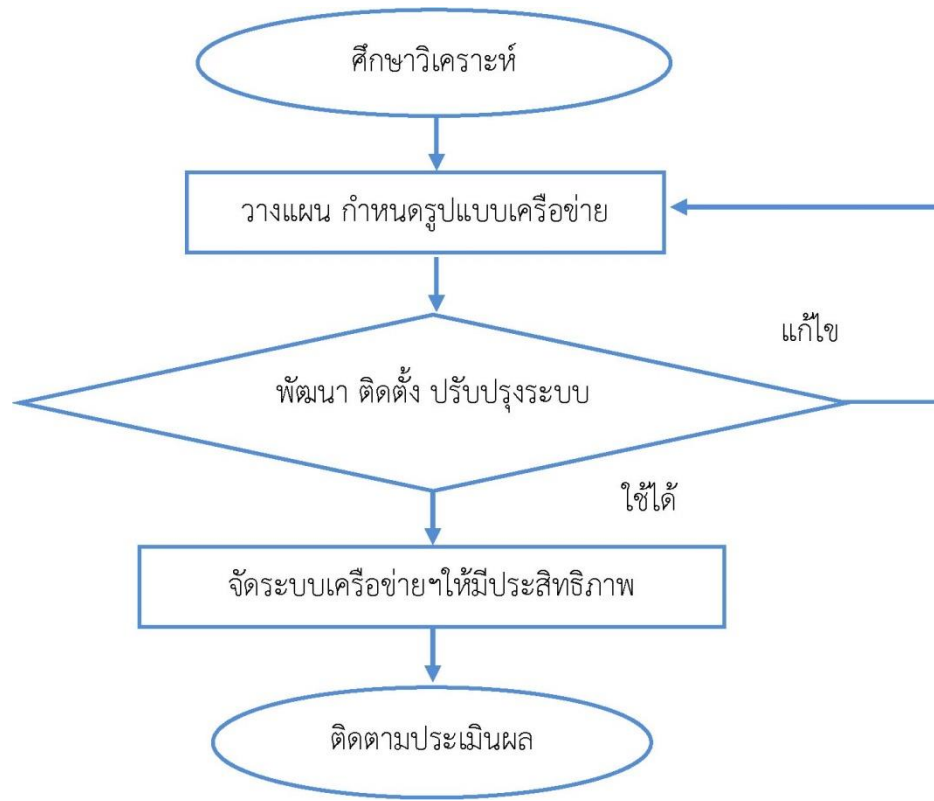 ศึกษาวิเคราะห์
วางแผน กำหนดรูปแบบเครือข่าย
แก้ไข
พัฒนา ติดตั้ง ปรับปรุงระบบ
ใช้ได้
จัดระบบเครือข่ายฯให้มีประสิทธิภาพ
ติดตามประเมินผล